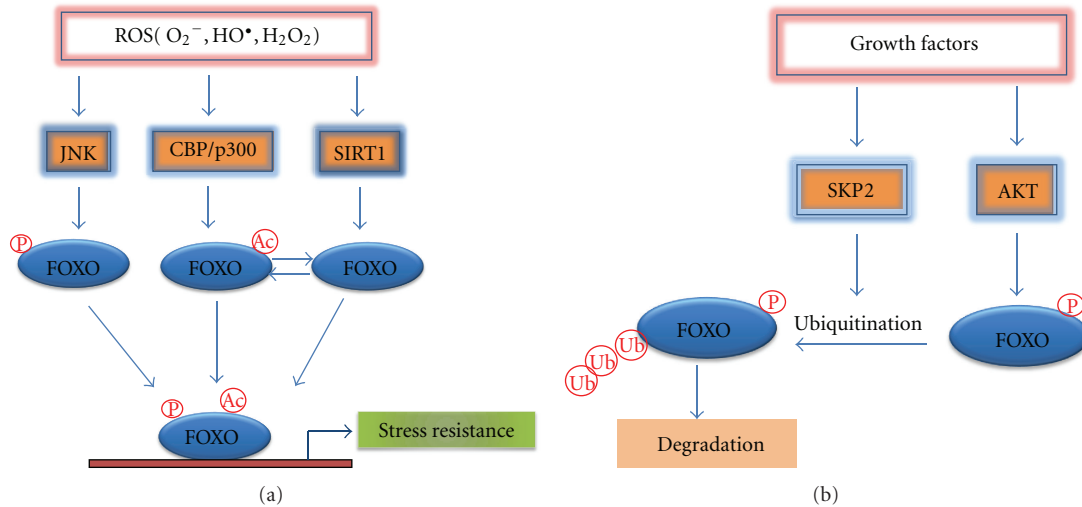 ROS( O₂⁻, HO•, H₂O₂)
JNK
CBP/p300
SIRT1
P
FOXO
Ac
FOXO
FOXO
P
Ac
FOXO
Stress resistance
(a)
Growth factors
SKP2
AKT
P
FOXO
Ubiquitination
P
FOXO
Ub
Ub
Ub
Degradation
(b)